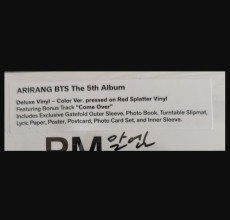 ARIRANG BTS The 5th Album
Deluxe Vinyl – Color Ver. pressed on Red Splatter Vinyl
Featuring Bonus Track "Come Over"
Includes Exclusive Gatefold Outer Sleeve, Photo Book, Turntable Slipmat,
Lyric Paper, Poster, Postcard, Photo Card Set, and Inner Sleeve.
RM 알엠